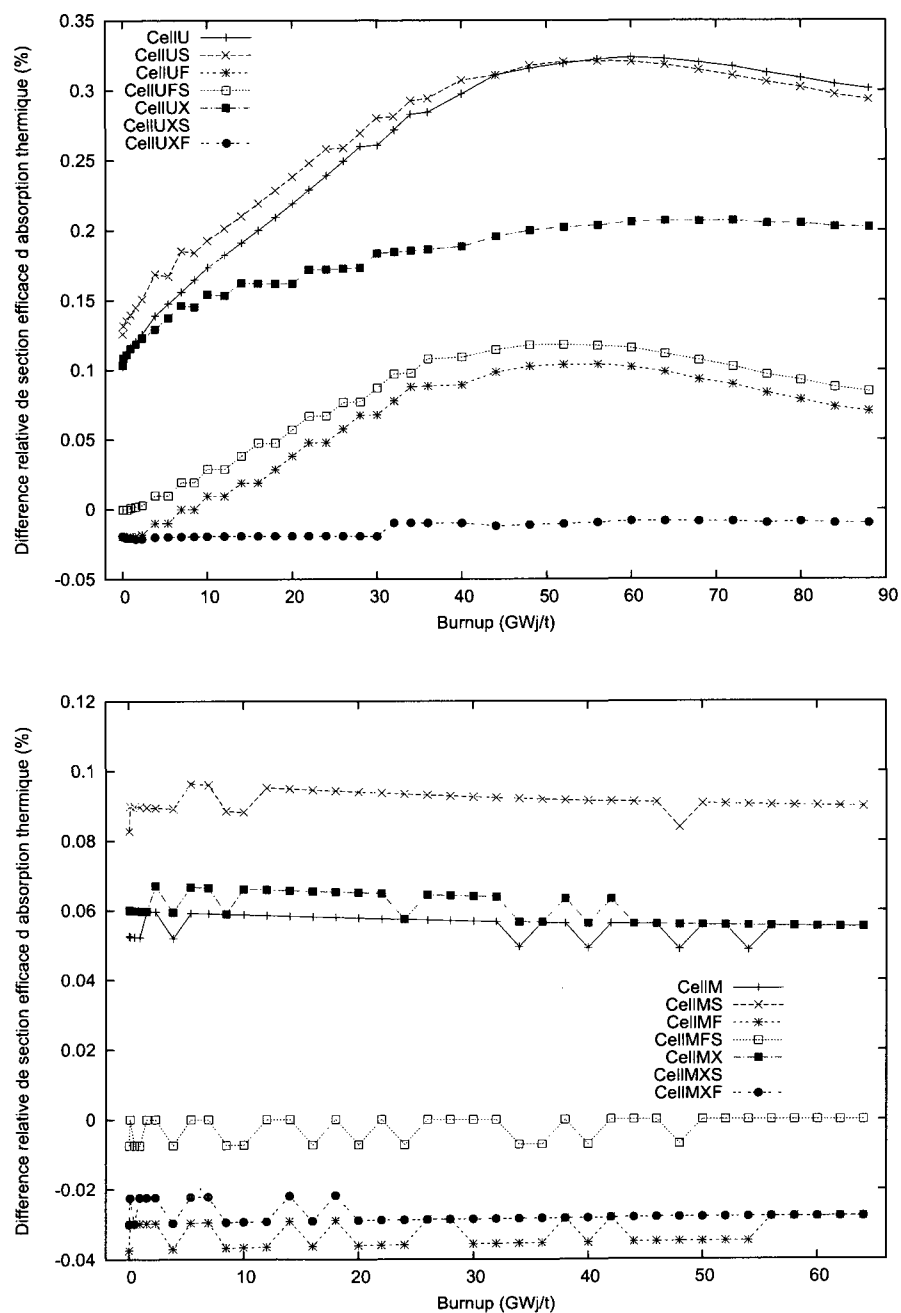 0.35
0.3
0.25
0.2
0.15
0.1
0.05
0
-0.05
Difference relative de section efficace d absorption thermique (%)
CellU
CellUS
CellUF
CellUFS
CellUX
CellUXS
CellUXF
0 10 20 30 40 50 60 70 80 90
Burnup (GWj/t)
0.12
0.1
0.08
0.06
0.04
0.02
0
-0.02
-0.04
Difference relative de section efficace d absorption thermique (%)
CellM
CellMS
CellMF
CellMFS
CellMX
CellMXS
CellMXF
0 10 20 30 40 50 60
Burnup (GWj/t)